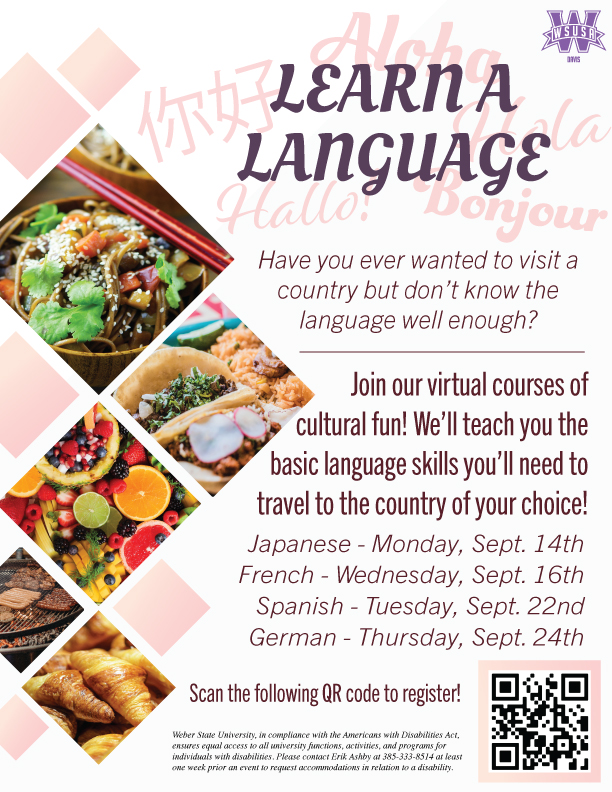 W
WSUSA
DAVIS
Aloha
你好
LEARN A
Hola
LANGUAGE
Hallo!
Bonjour
Have you ever wanted to visit a
country but don't know the
language well enough?
Join our virtual courses of
cultural fun! We'll teach you the
basic language skills you'll need to
travel to the country of your choice!
Japanese - Monday, Sept. 14th
French - Wednesday, Sept. 16th
Spanish - Tuesday, Sept. 22nd
German - Thursday, Sept. 24th
Scan the following QR code to register!
Weber State University, in compliance with the Americans with Disabilities Act,
ensures equal access to all university functions, activities, and programs for
individuals with disabilities. Please contact Erik Ashby at 385-333-8514 at least
one week prior an event to request accommodations in relation to a disability.